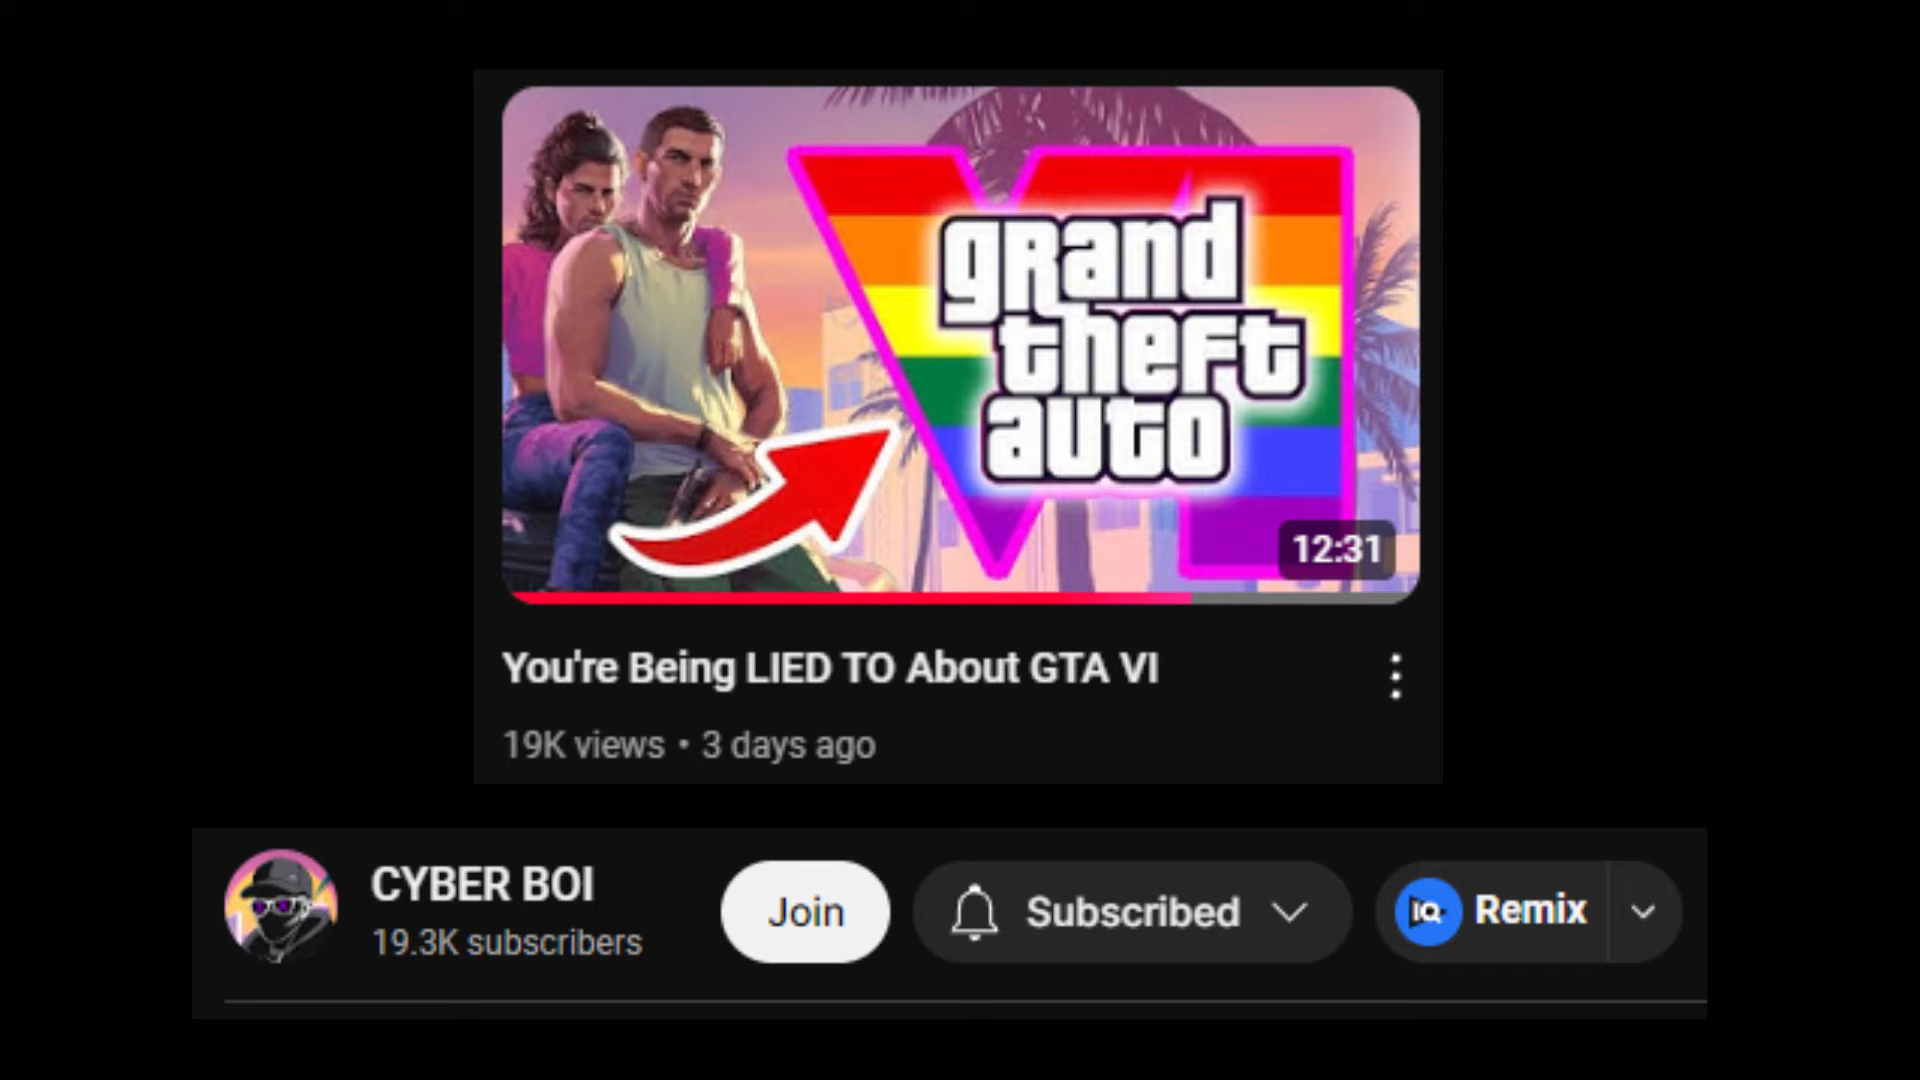 grand
theft
auto
12:31
You're Being LIED TO About GTA VI
19K views • 3 days ago
CYBER BOI
19.3K subscribers
Join
Subscribed
IQ
Remix